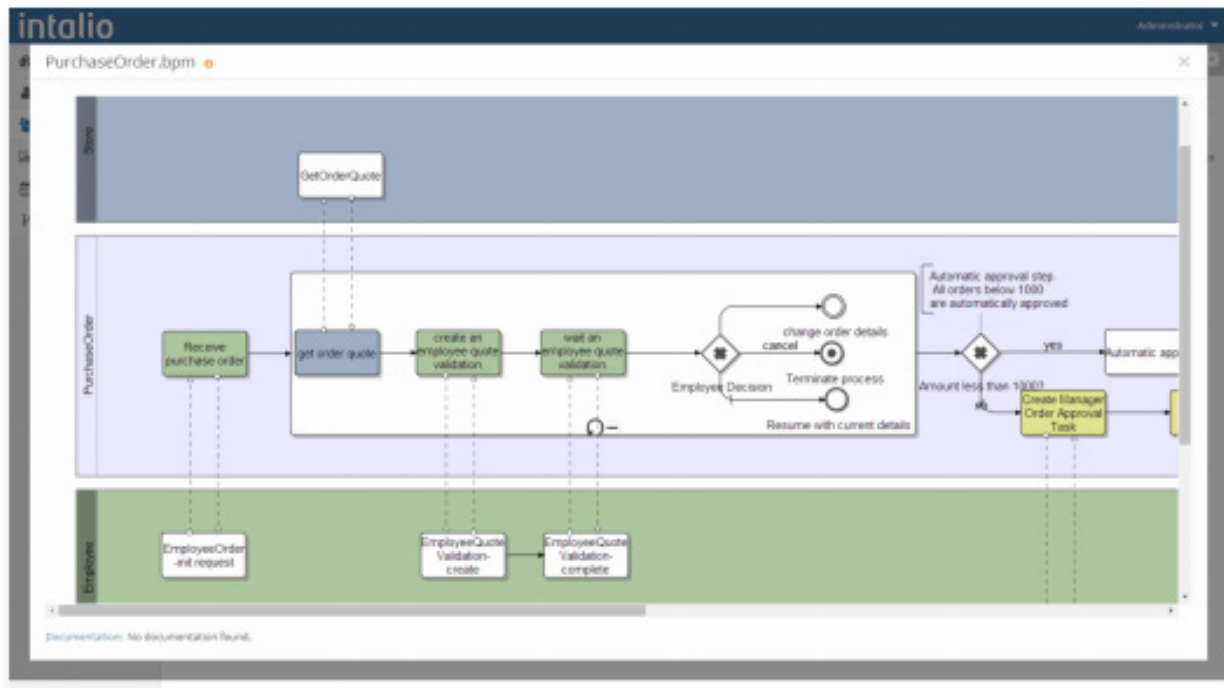 intalio
Administrator
PurchaseOrder.bpm
Store
GetOrderQuote
PurchaseOrder
Receive
purchase order
get order quote
create an
employee quote
validation
wait an
employee quote
validation
change order details
cancel
Employee Decision
Terminate process
Resume with current details
Automatic approval step.
All orders below 1000
are automatically approved
yes
Automatic app
Amount less than 1000?
Create Manager
Order Approval
Task
Employee
EmployeeOrder
-init request
EmployeeQuote
Validation-
create
EmployeeQuote
Validation-
complete
Documentation: No documentation found.